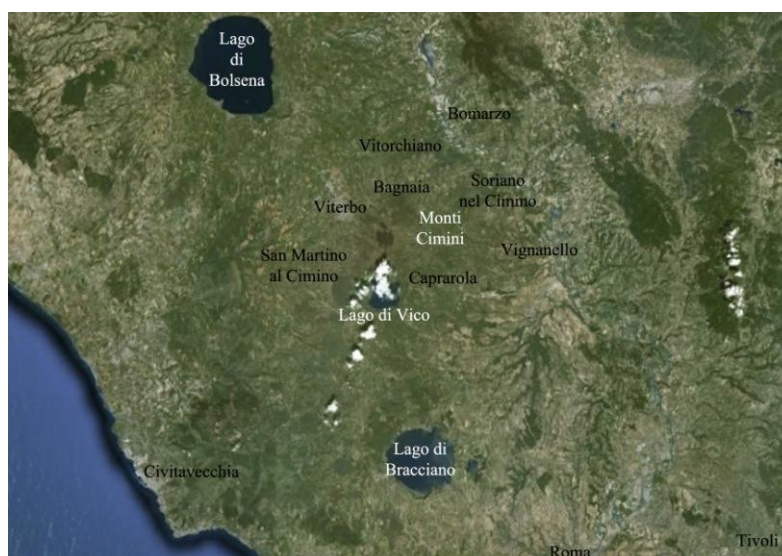 Lago
di
Bolsena
Bomarzo
Vitorchiano
Bagnaia
Soriano
nel Cimino
Viterbo
Monti
Cimini
San Martino
al Cimino
Vignanello
Caprarola
Lago di Vico
Lago di
Bracciano
Civitavecchia
Roma
Tivoli